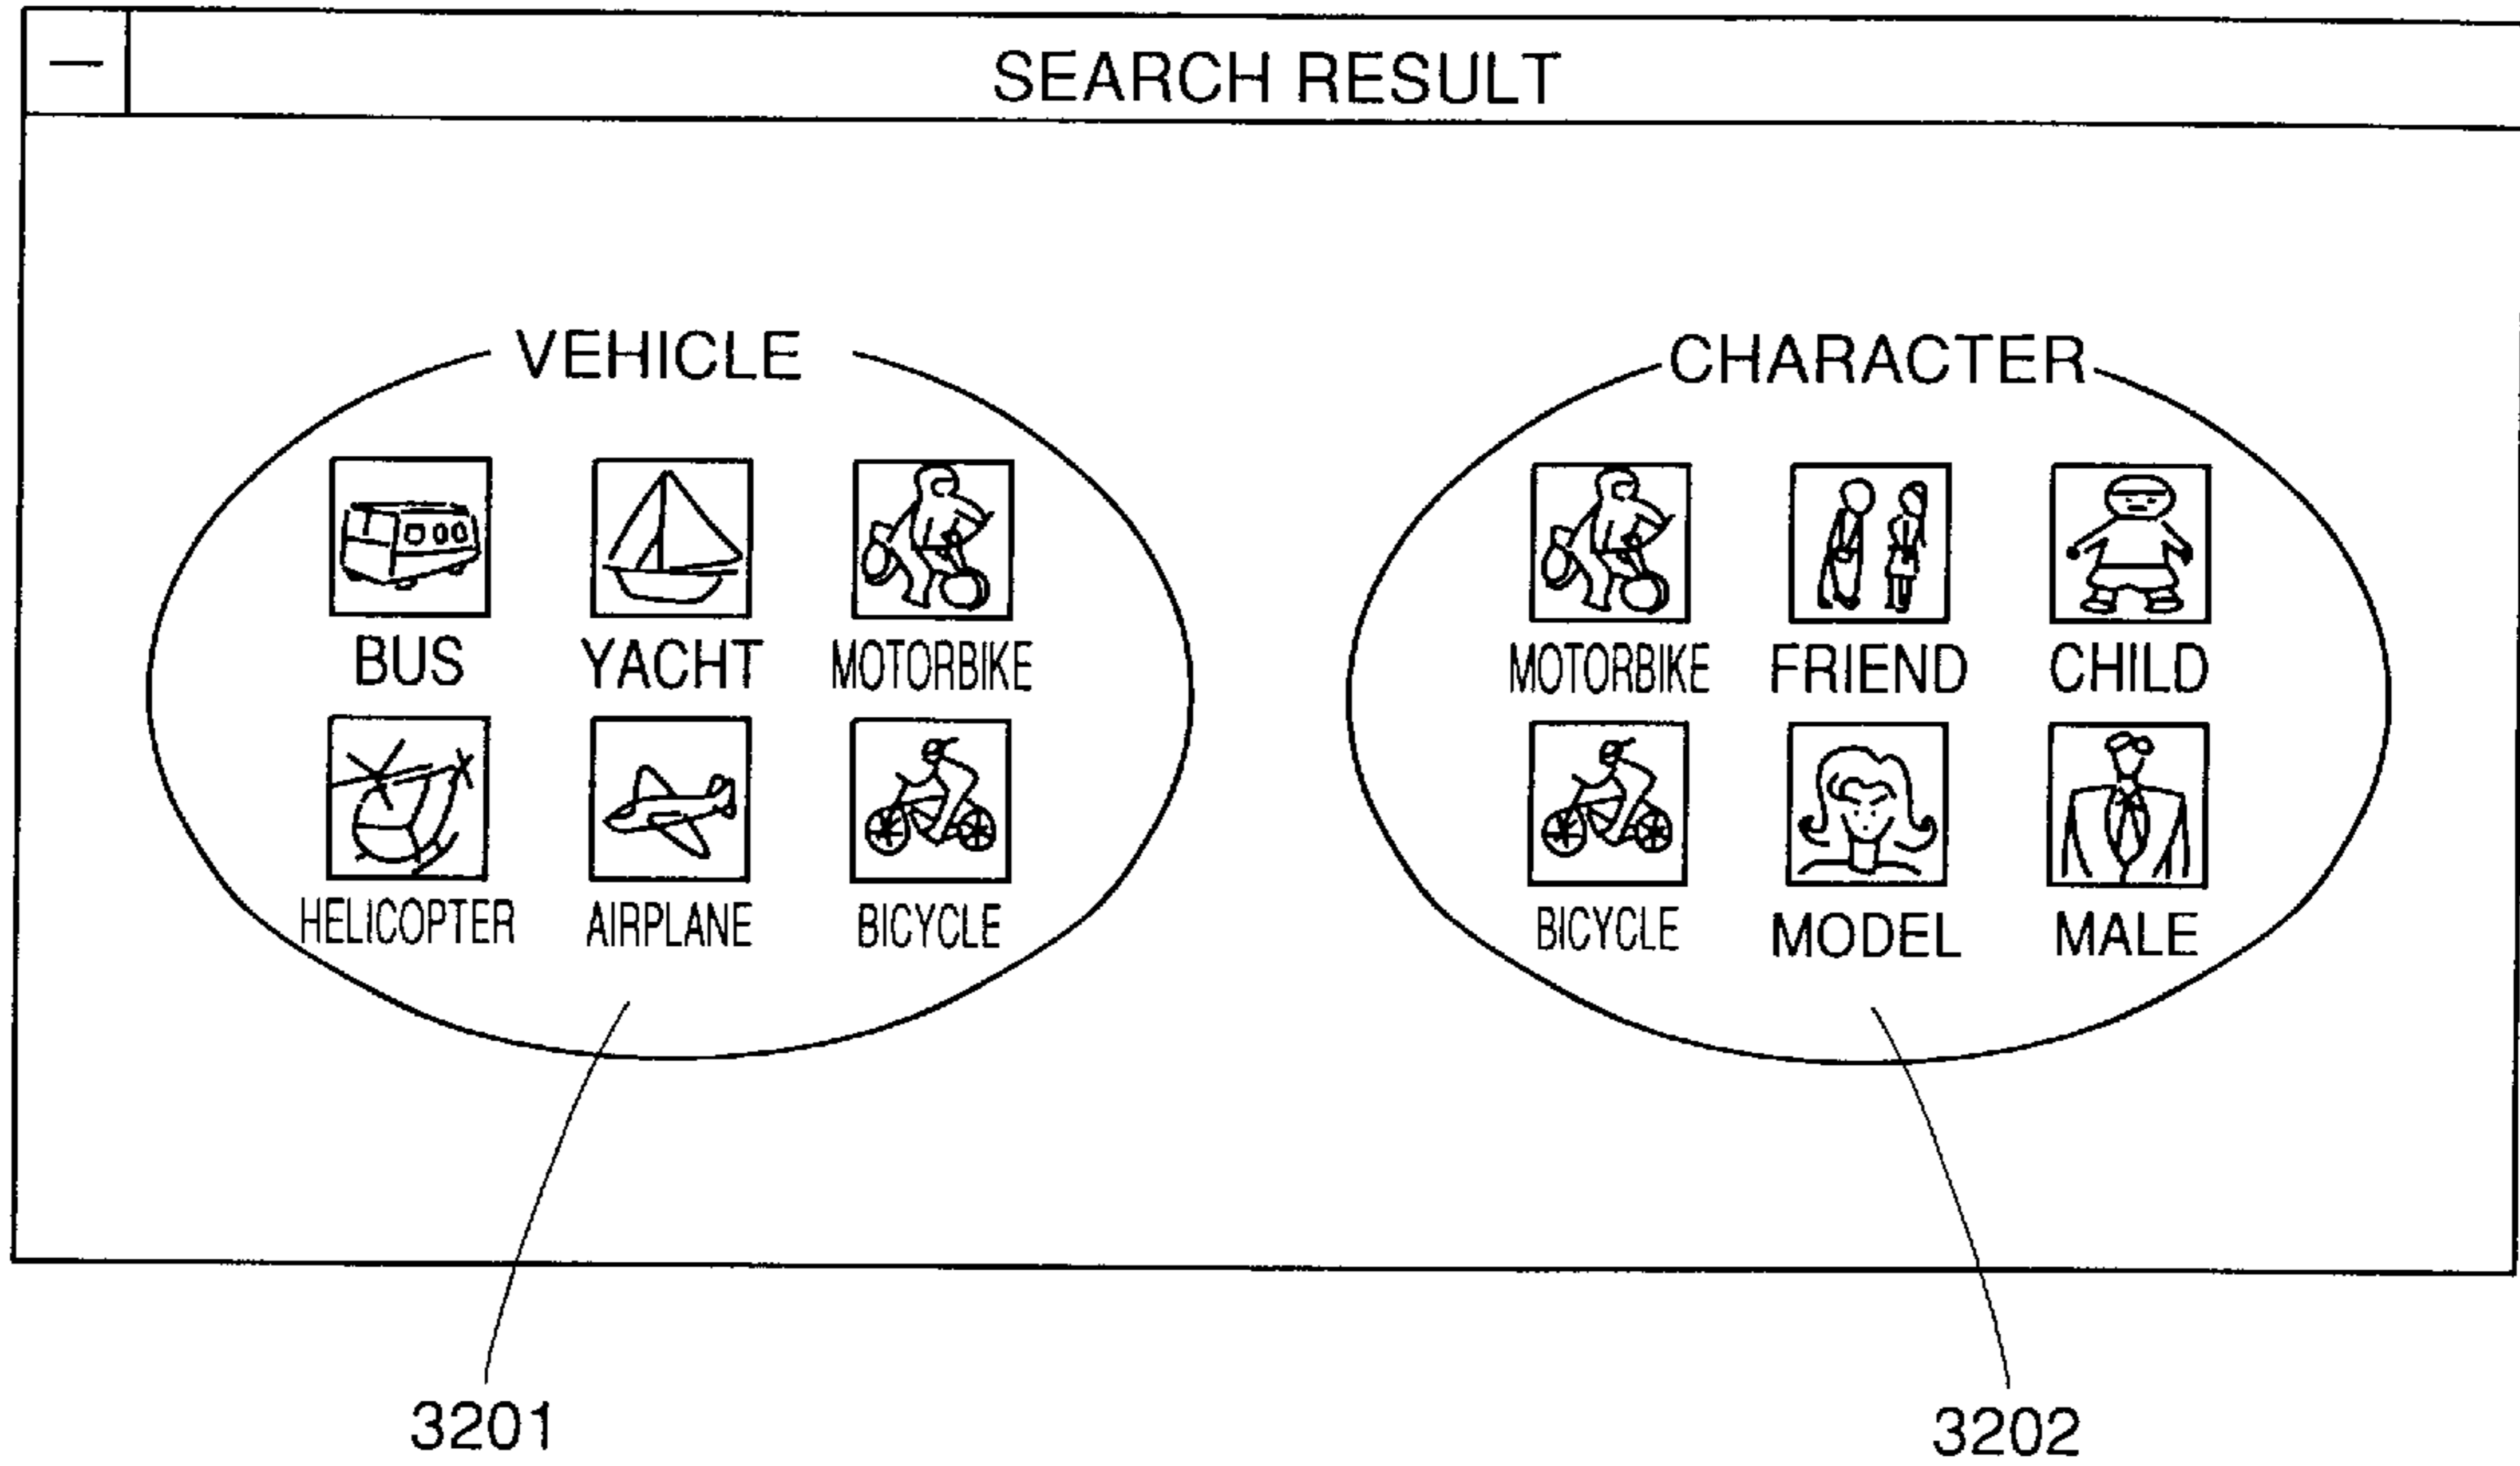 SEARCH RESULT
VEHICLE
BUS YACHT MOTORBIKE
HELICOPTER AIRPLANE BICYCLE
3201
CHARACTER
MOTORBIKE FRIEND CHILD
BICYCLE MODEL MALE
3202